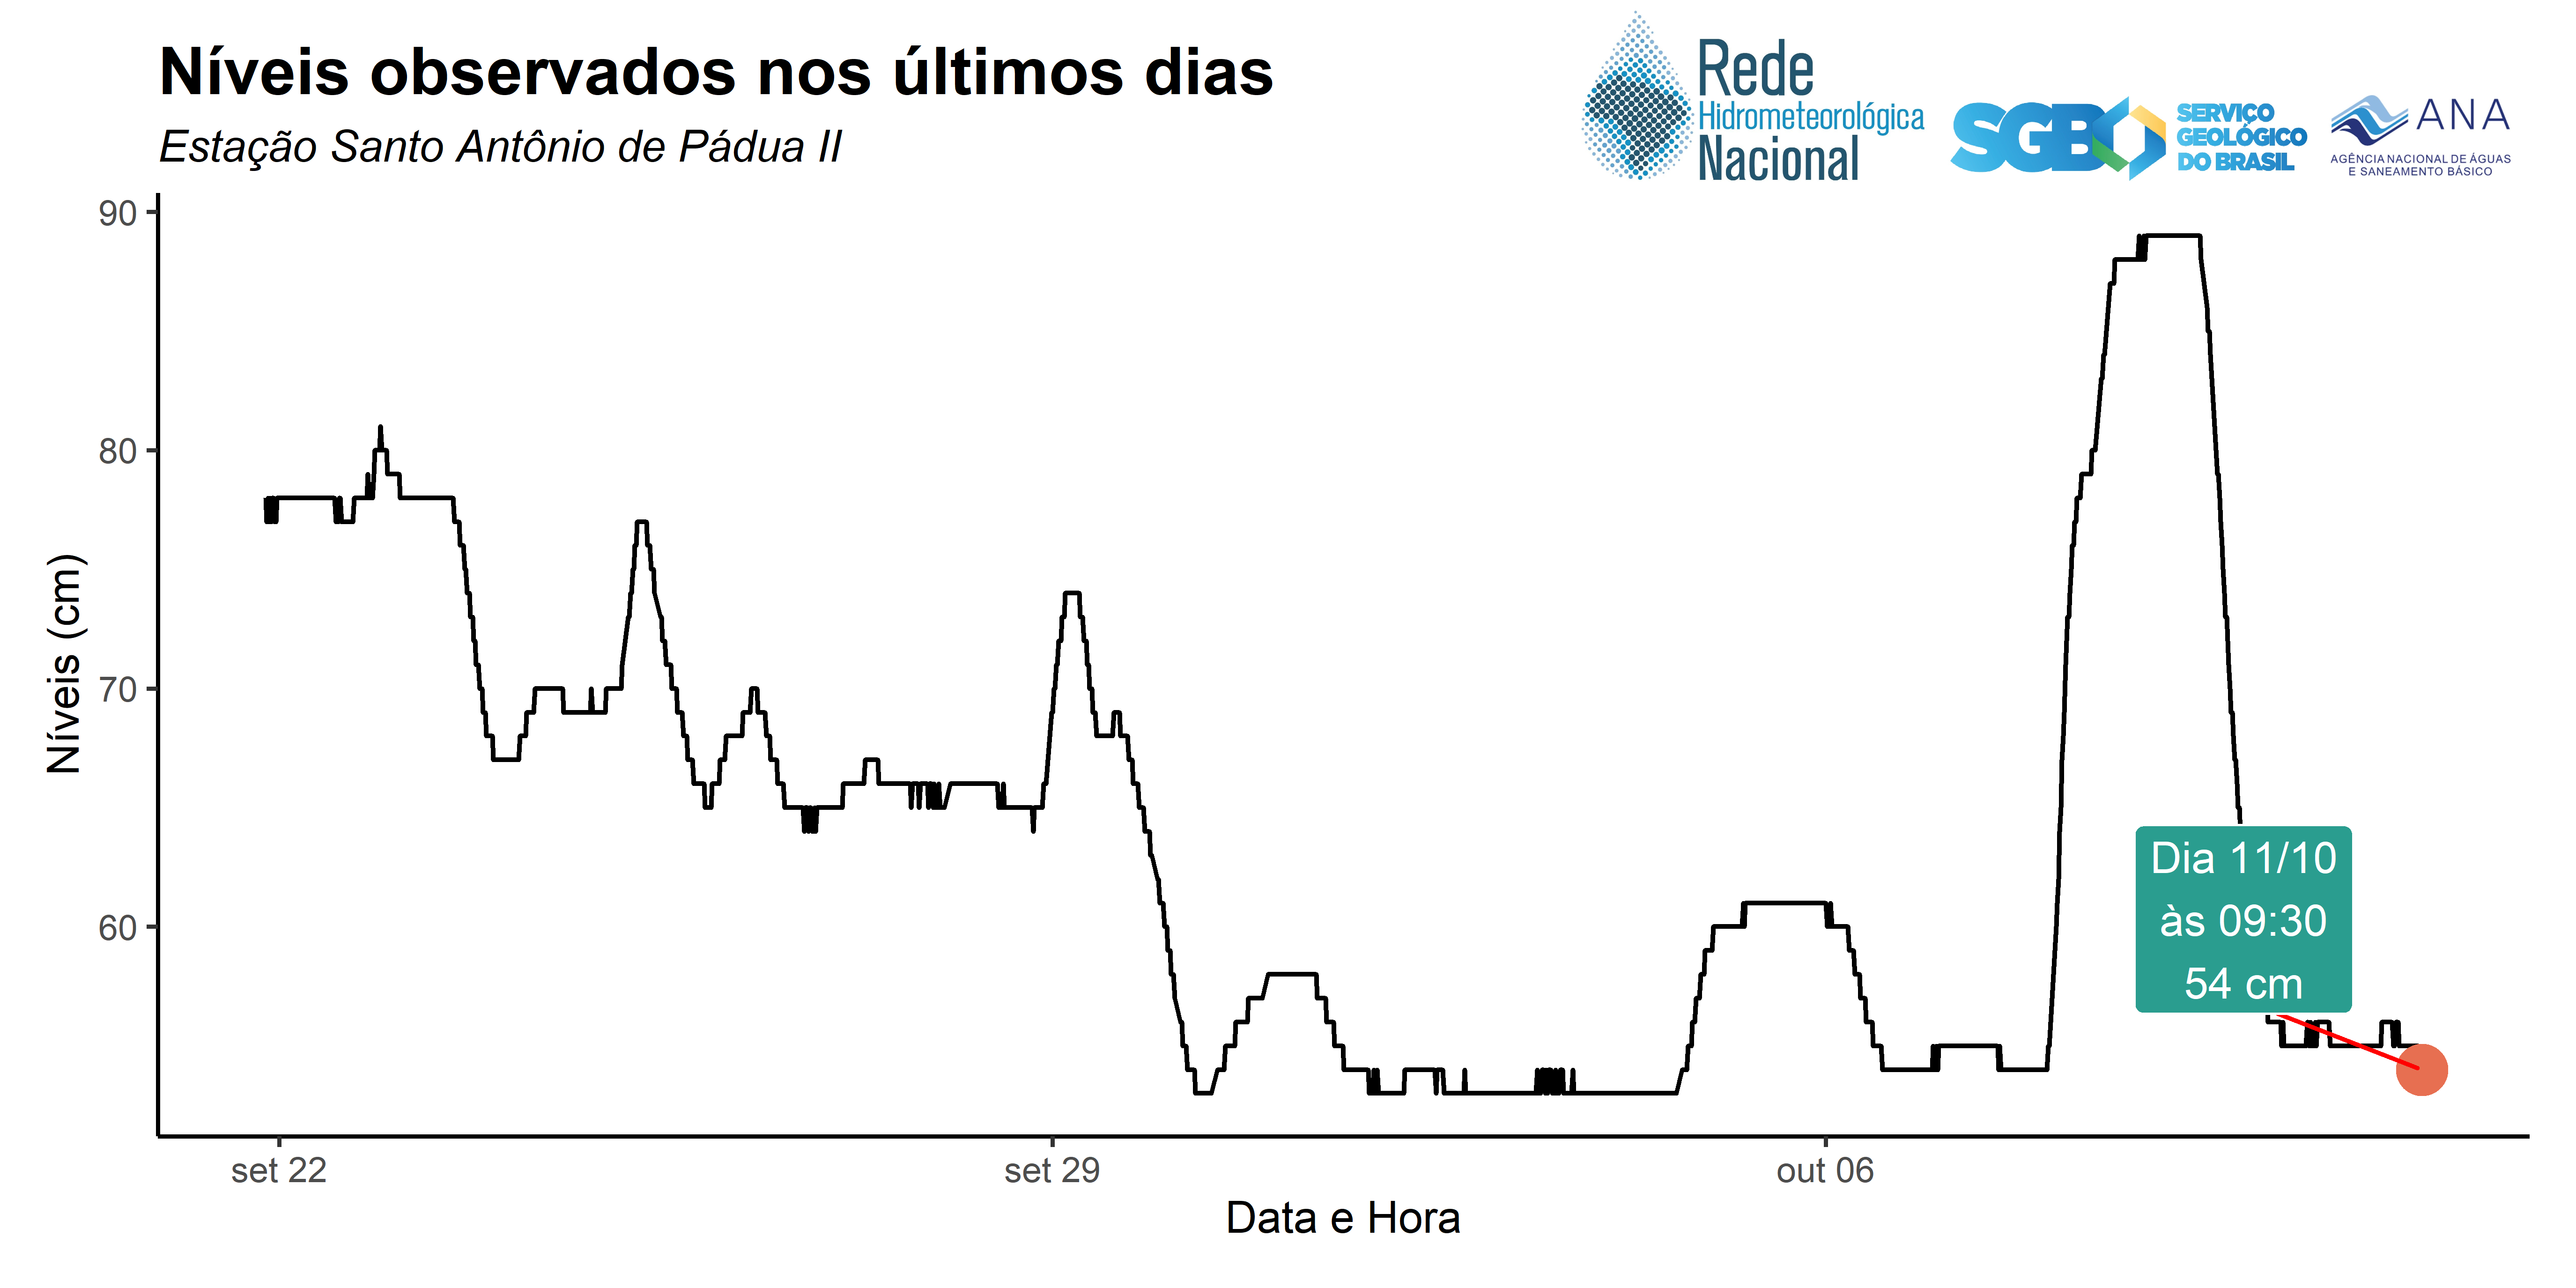 Níveis observados nos últimos dias
Estação Santo Antônio de Pádua II
Rede
Hidrometeorológica
Nacional
SGB
SERVIÇO
GEOLÓGICO
DO BRASIL
ANA
AGÊNCIA NACIONAL DE ÁGUAS
E SANEAMENTO BÁSICO
90
80
70
60
Níveis (cm)
Dia 11/10
às 09:30
54 cm
set 22
set 29
out 06
Data e Hora